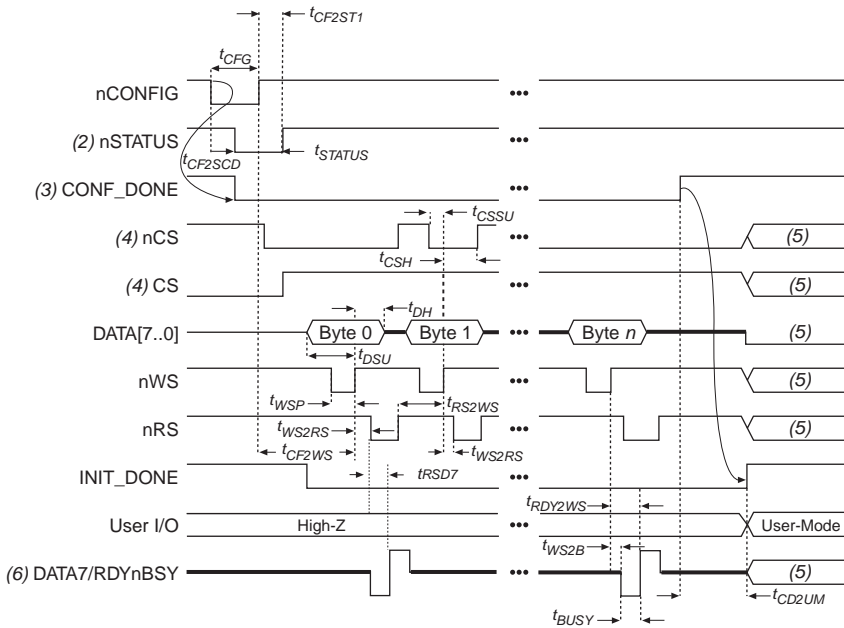 tCF2ST1
tCFG
nCONFIG
(2) nSTATUS
tSTATUS
tCF2SCD
(3) CONF_DONE
tCSSU
(4) nCS
(5)
tCSH
(4) CS
(5)
tDH
DATA[7..0]
Byte 0
Byte 1
Byte n
(5)
tDSU
nWS
(5)
tWSP
tRS2WS
nRS
(5)
tWS2RS
tWS2RS
tCF2WS
tRSD7
INIT_DONE
tRDY2WS
User I/O
High-Z
User-Mode
tWS2B
(6) DATA7/RDYnBSY
(5)
tCD2UM
tBUSY